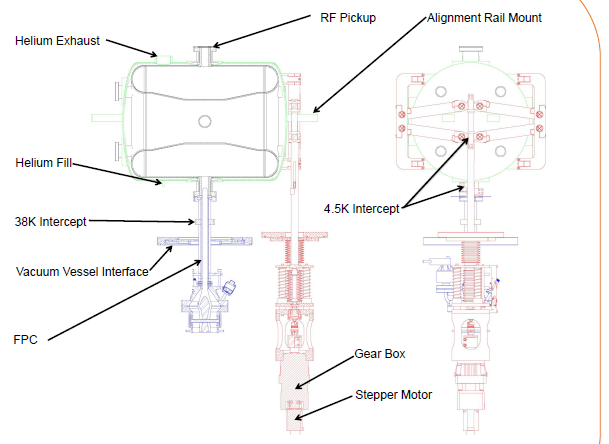 RF Pickup
Alignment Rail Mount
Helium Exhaust
Helium Fill
4.5K Intercept
38K Intercept
Vacuum Vessel Interface
FPC
Gear Box
Stepper Motor